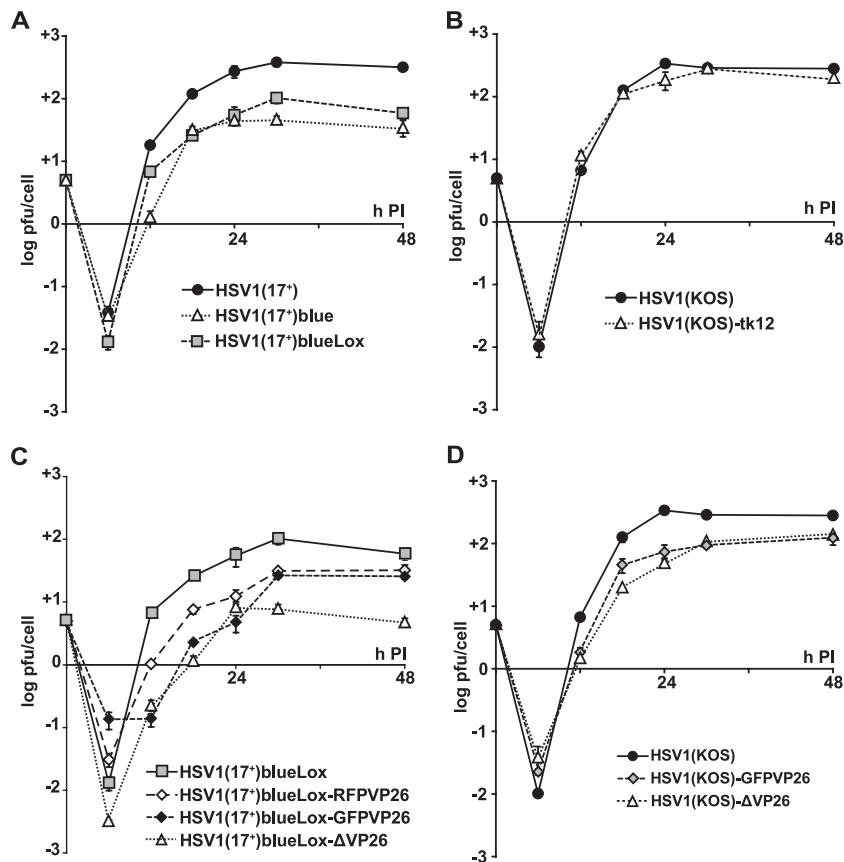 A
+3
+2
+1
0
-1
-2
-3
log pfu/cell
h PI
24
48
HSV1(17⁺)
HSV1(17⁺)blue
HSV1(17⁺)blueLox
B
+3
+2
+1
0
-1
-2
-3
log pfu/cell
h PI
24
48
HSV1(KOS)
HSV1(KOS)-tk12
C
+3
+2
+1
0
-1
-2
-3
log pfu/cell
h PI
24
48
HSV1(17⁺)blueLox
HSV1(17⁺)blueLox-RFPVP26
HSV1(17⁺)blueLox-GFPVP26
HSV1(17⁺)blueLox-ΔVP26
D
+3
+2
+1
0
-1
-2
-3
log pfu/cell
h PI
24
48
HSV1(KOS)
HSV1(KOS)-GFPVP26
HSV1(KOS)-ΔVP26